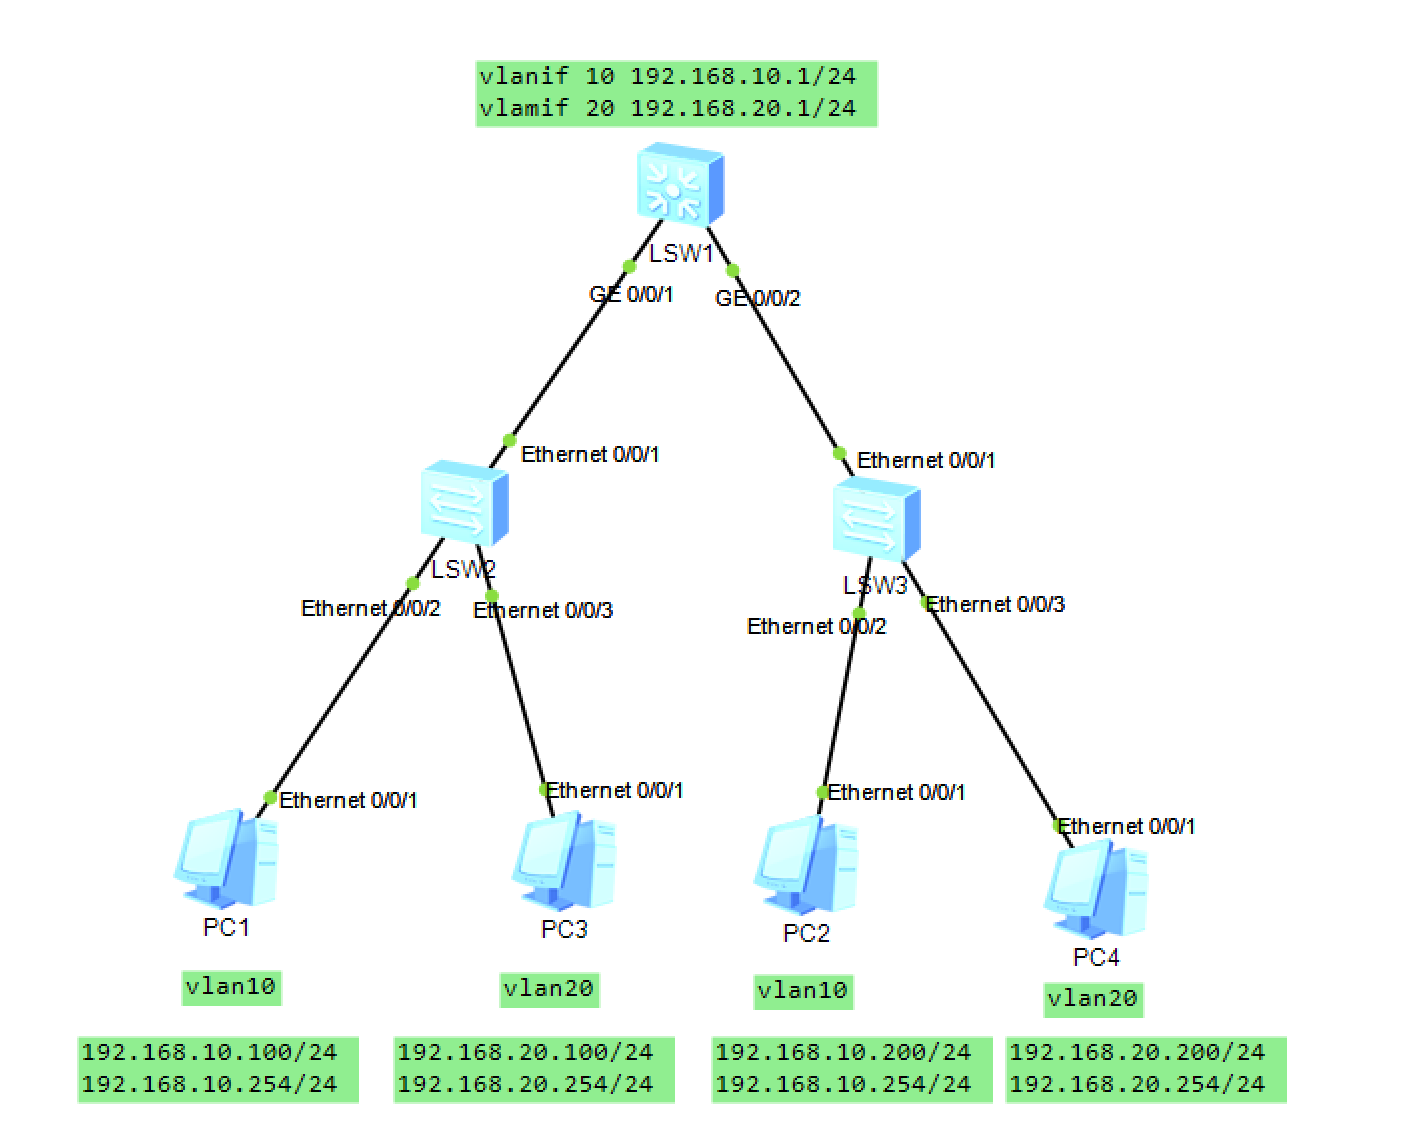 vlanif 10 192.168.10.1/24
vlamif 20 192.168.20.1/24
LSW1
GE 0/0/1
GE 0/0/2
Ethernet 0/0/1
Ethernet 0/0/1
LSW2
LSW3
Ethernet 0/0/2
Ethernet 0/0/3
Ethernet 0/0/2
Ethernet 0/0/3
Ethernet 0/0/1
Ethernet 0/0/1
Ethernet 0/0/1
Ethernet 0/0/1
PC1
PC3
PC2
PC4
vlan10
vlan20
vlan10
vlan20
192.168.10.100/24
192.168.10.254/24
192.168.20.100/24
192.168.20.254/24
192.168.10.200/24
192.168.10.254/24
192.168.20.200/24
192.168.20.254/24